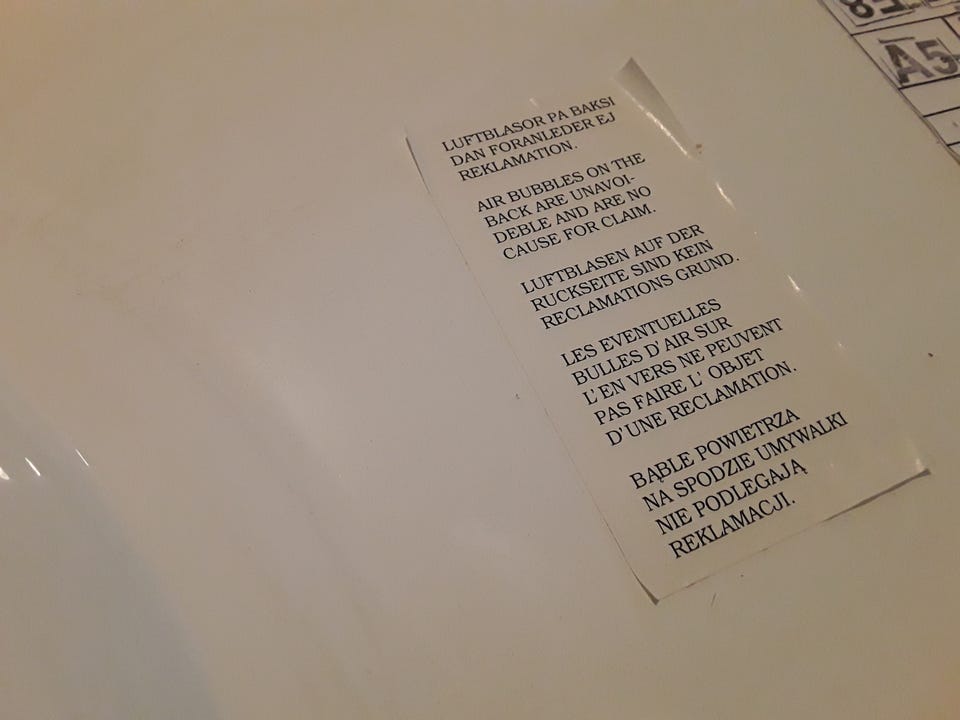 LUFTBLASOR PA BAKSI
DAN FORANLEDER EJ
REKLAMATION.
AIR BUBBLES ON THE
BACK ARE UNAVOI-
DEBLE AND ARE NO
CAUSE FOR CLAIM.
LUFTBLASEN AUF DER
RUCKSEITE SIND KEIN
RECLAMATIONS GRUND.
LES EVENTUELLES
BULLES D' AIR SUR
L' EN VERS NE PEUVENT
PAS FAIRE L' OBJET
D'UNE RECLAMATION.
BĄBLE POWIETRZA
NA SPODZIE UMYWALKI
NIE PODLEGAJĄ
REKLAMACJI.
A5